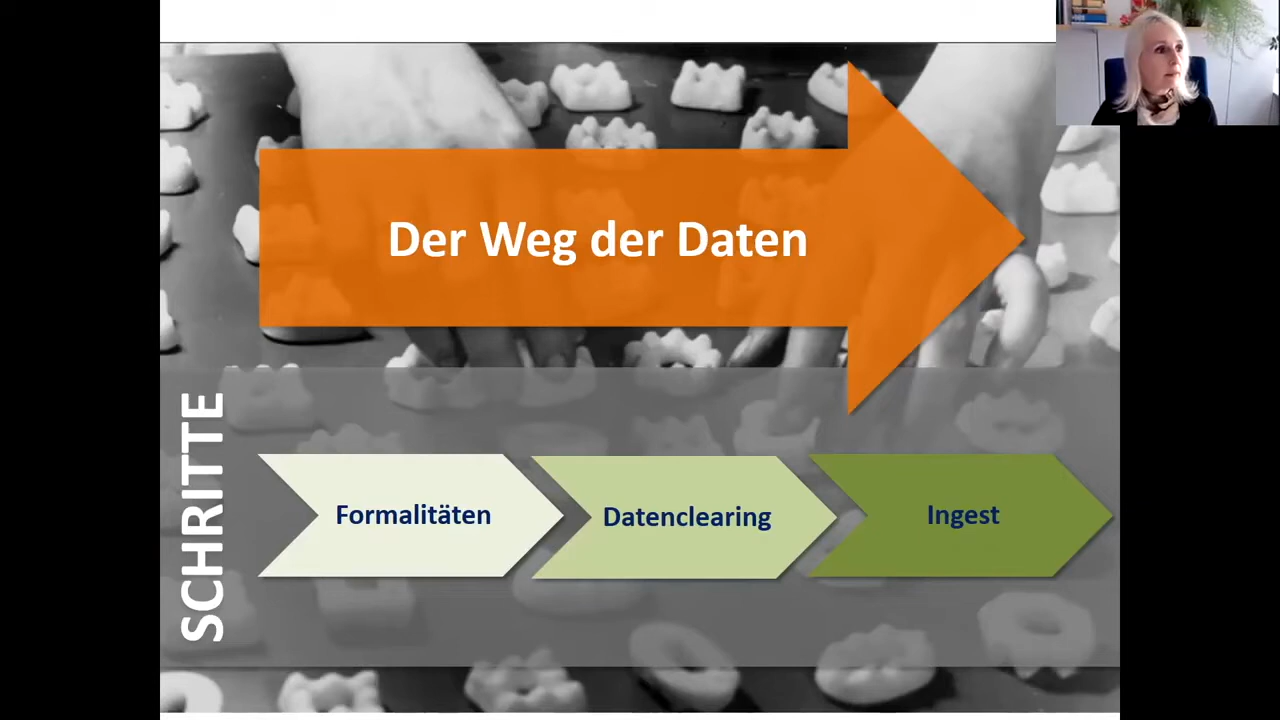 Der Weg der Daten
SCHRITTE
Formalitäten
Datenclearing
Ingest